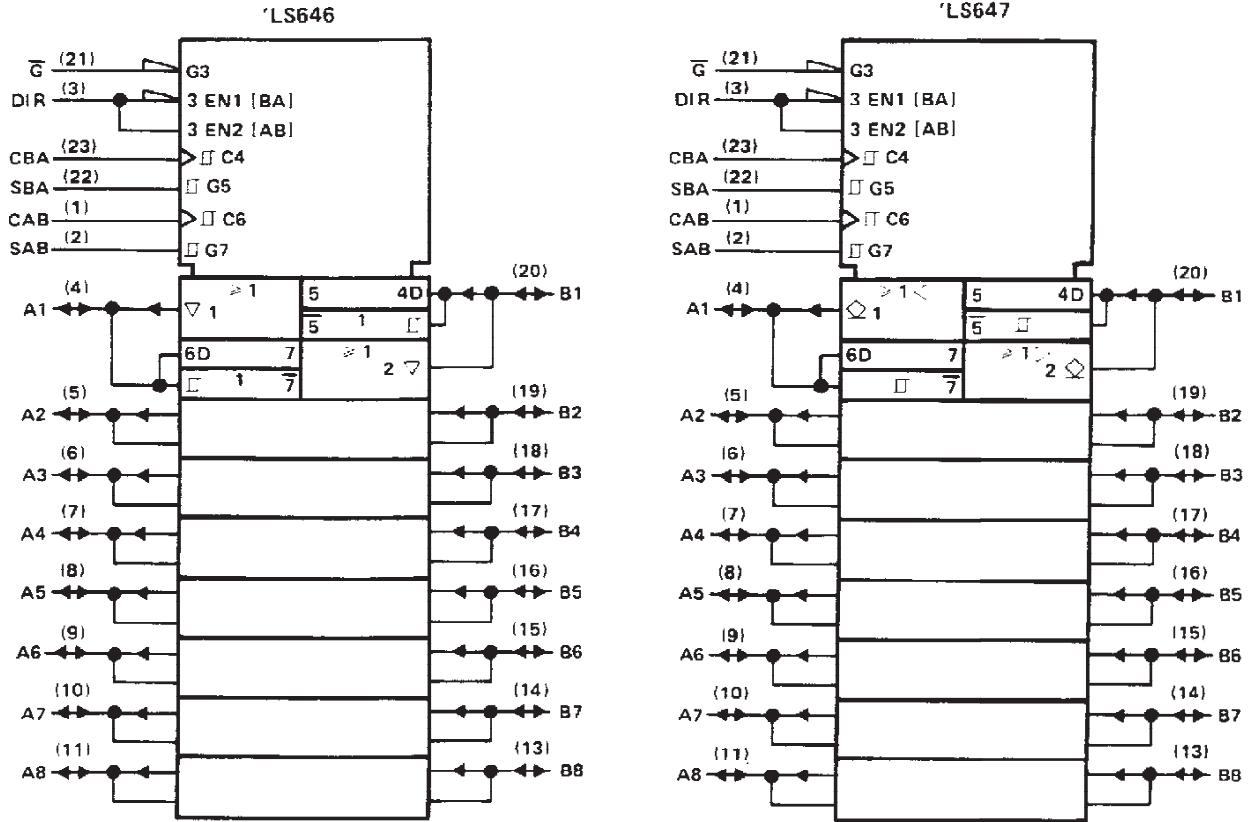 'LS646
G (21) G3
DIR (3) 3 EN1 [BA]
3 EN2 [AB]
CBA (23) C4
SBA (22) G5
CAB (1) C6
SAB (2) G7
A1 (4) ▽ 1 ≥ 1 5 4D (20) B1
5 1
6D 7 ≥ 1
2 ▽
1 7
A2 (5) (19) B2
A3 (6) (18) B3
A4 (7) (17) B4
A5 (8) (16) B5
A6 (9) (15) B6
A7 (10) (14) B7
A8 (11) (13) B8
'LS647
G (21) G3
DIR (3) 3 EN1 [BA]
3 EN2 [AB]
CBA (23) C4
SBA (22) G5
CAB (1) C6
SAB (2) G7
A1 (4) 1 ≥ 1 5 4D (20) B1
5
6D 7 ≥ 1
2
7
A2 (5) (19) B2
A3 (6) (18) B3
A4 (7) (17) B4
A5 (8) (16) B5
A6 (9) (15) B6
A7 (10) (14) B7
A8 (11) (13) B8